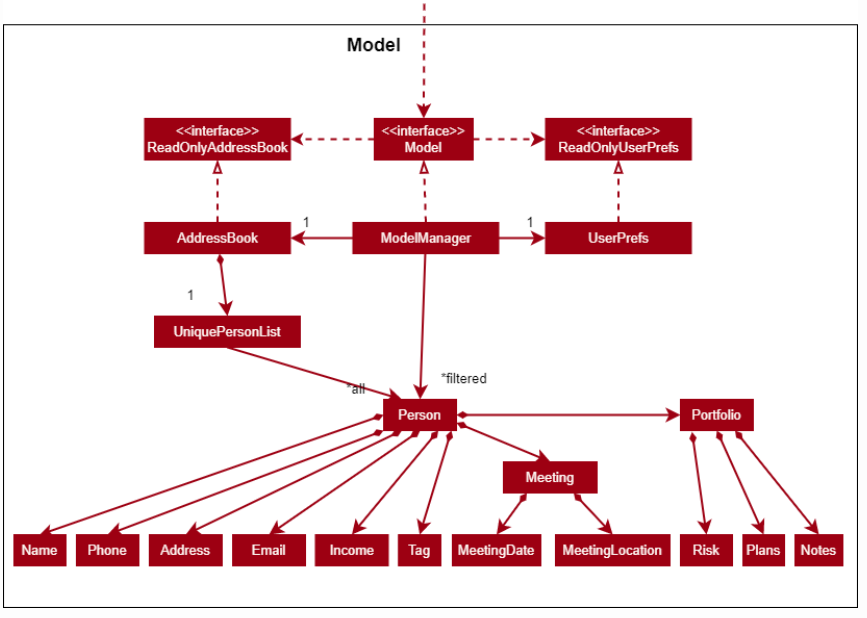 Model
<<interface>>
ReadOnlyAddressBook
<<interface>>
Model
<<interface>>
ReadOnlyUserPrefs
AddressBook
1
ModelManager
1
UserPrefs
1
UniquePersonList
*all
*filtered
Person
Portfolio
Meeting
Name
Phone
Address
Email
Income
Tag
MeetingDate
MeetingLocation
Risk
Plans
Notes